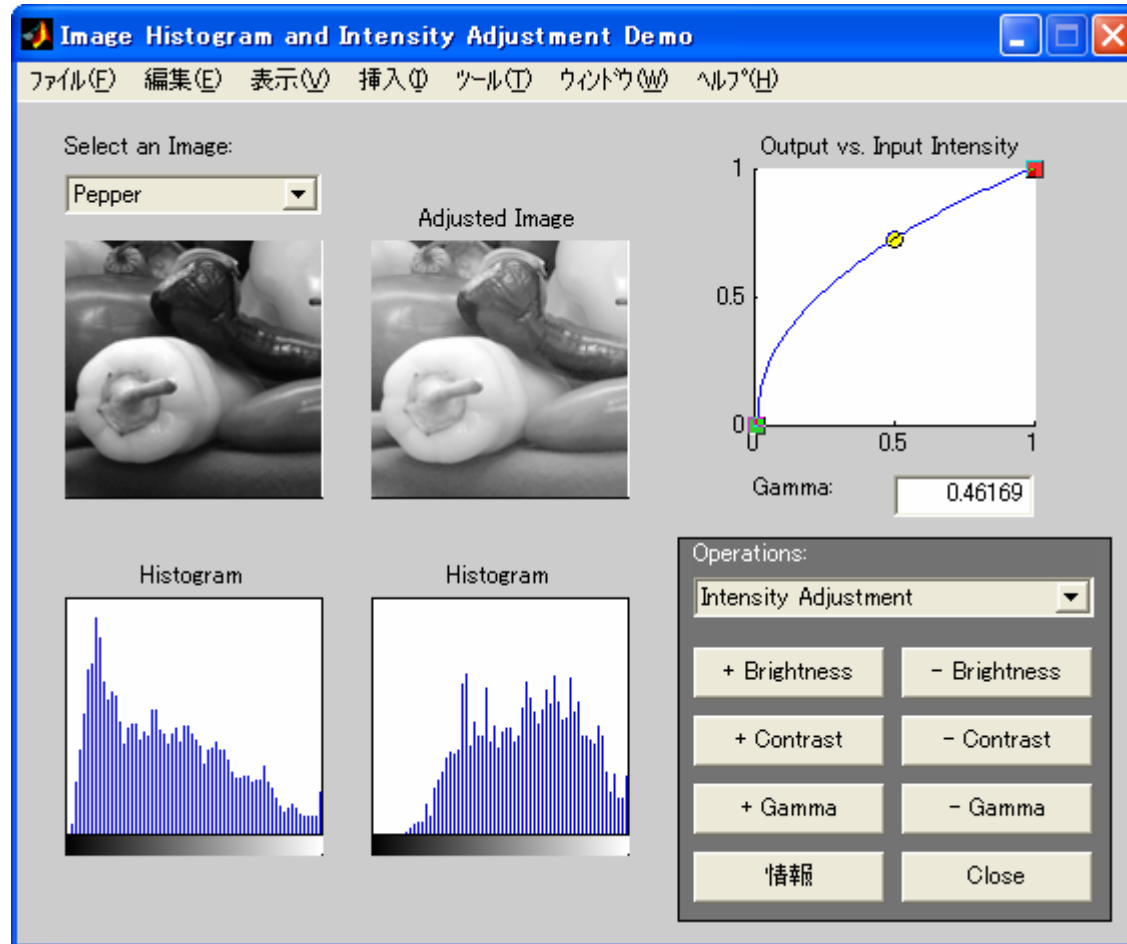 Image Histogram and Intensity Adjustment Demo
ファイル(F) 編集(E) 表示(V) 挿入(I) ツール(T) ウィンドウ(W) ヘルプ(H)
Select an Image:
Pepper
Adjusted Image
Output vs. Input Intensity
1
0.5
0
0 0.5 1
Gamma: 0.46169
Histogram
Histogram
Operations:
Intensity Adjustment
+ Brightness - Brightness
+ Contrast - Contrast
+ Gamma - Gamma
情報 Close